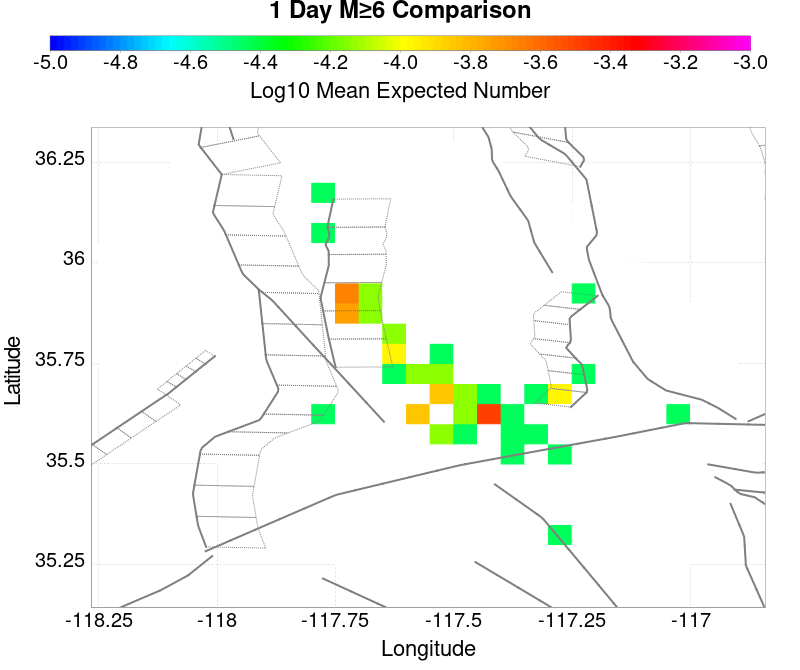 1 Day M≥6 Comparison
-5.0 -4.8 -4.6 -4.4 -4.2 -4.0 -3.8 -3.6 -3.4 -3.2 -3.0
Log10 Mean Expected Number
36.25
36
35.75
35.5
35.25
Latitude
-118.25 -118 -117.75 -117.5 -117.25 -117
Longitude